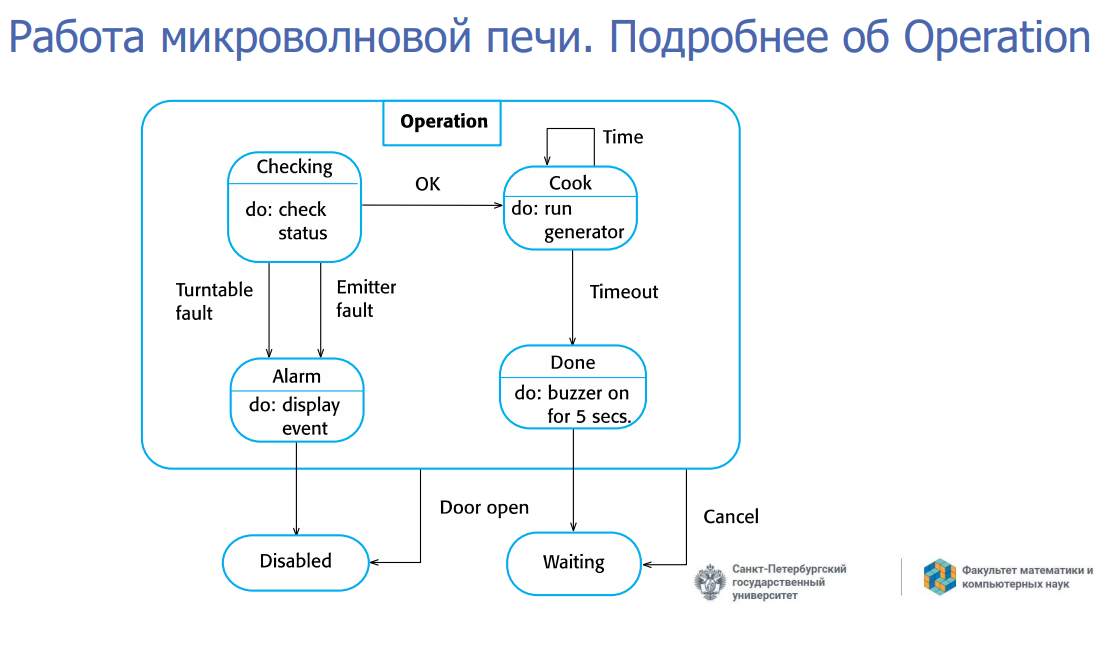 Работа микроволновой печи. Подробнее об Operation
Operation
Time
Checking
do: check
status
OK
Cook
do: run
generator
Turntable
fault
Emitter
fault
Timeout
Alarm
do: display
event
Done
do: buzzer on
for 5 secs.
Door open
Cancel
Disabled
Waiting
Санкт-Петербургский
государственный
университет
Факультет математики и
компьютерных наук